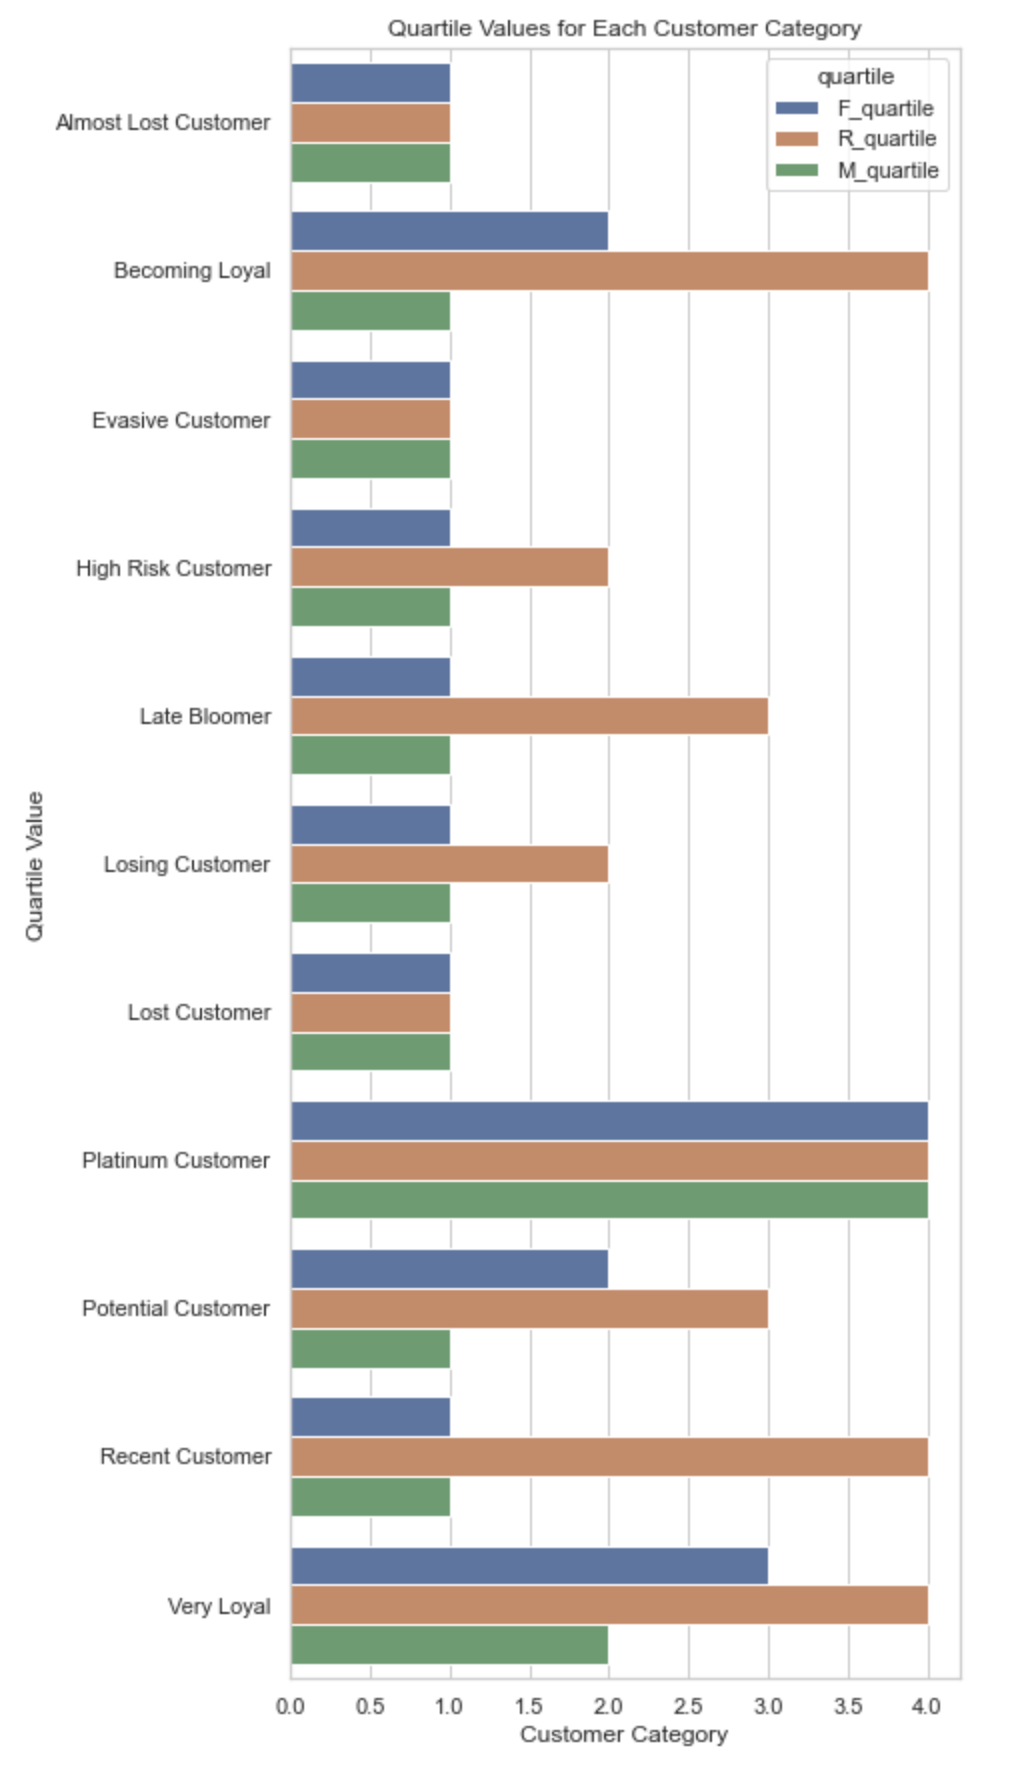 Quartile Values for Each Customer Category
quartile
F_quartile
R_quartile
M_quartile
Almost Lost Customer
Becoming Loyal
Evasive Customer
High Risk Customer
Late Bloomer
Losing Customer
Lost Customer
Platinum Customer
Potential Customer
Recent Customer
Very Loyal
Quartile Value
0.0 0.5 1.0 1.5 2.0 2.5 3.0 3.5 4.0
Customer Category